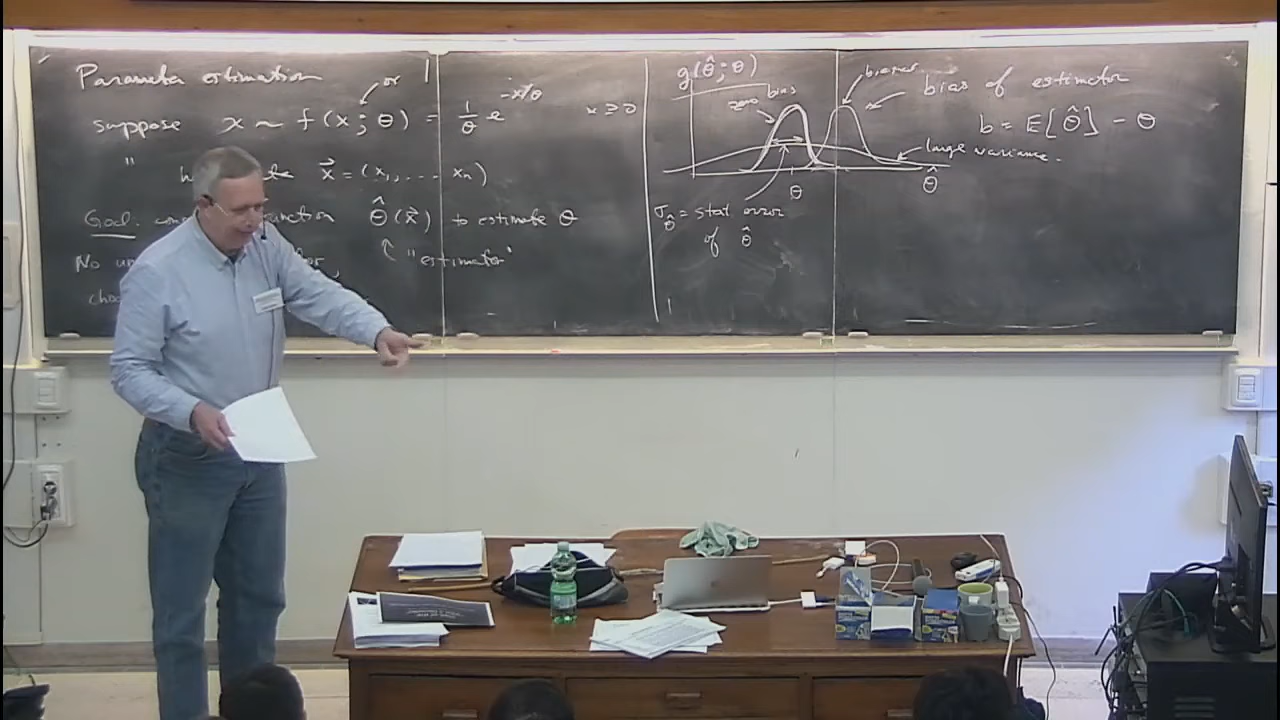 Parameter estimation
or
suppose x ~ f(x; θ) = 1/θ e^{-x/θ} x ≥ 0
" x⃗ = (x₁, ... xₙ)
Goal: θ̂(x⃗) to estimate θ
"estimator"
No
g(θ̂; θ)
zero bias
biased
large variance.
θ
θ̂
σ_θ̂ = stat error
of θ̂
bias of estimator
b = E[θ̂] - θ